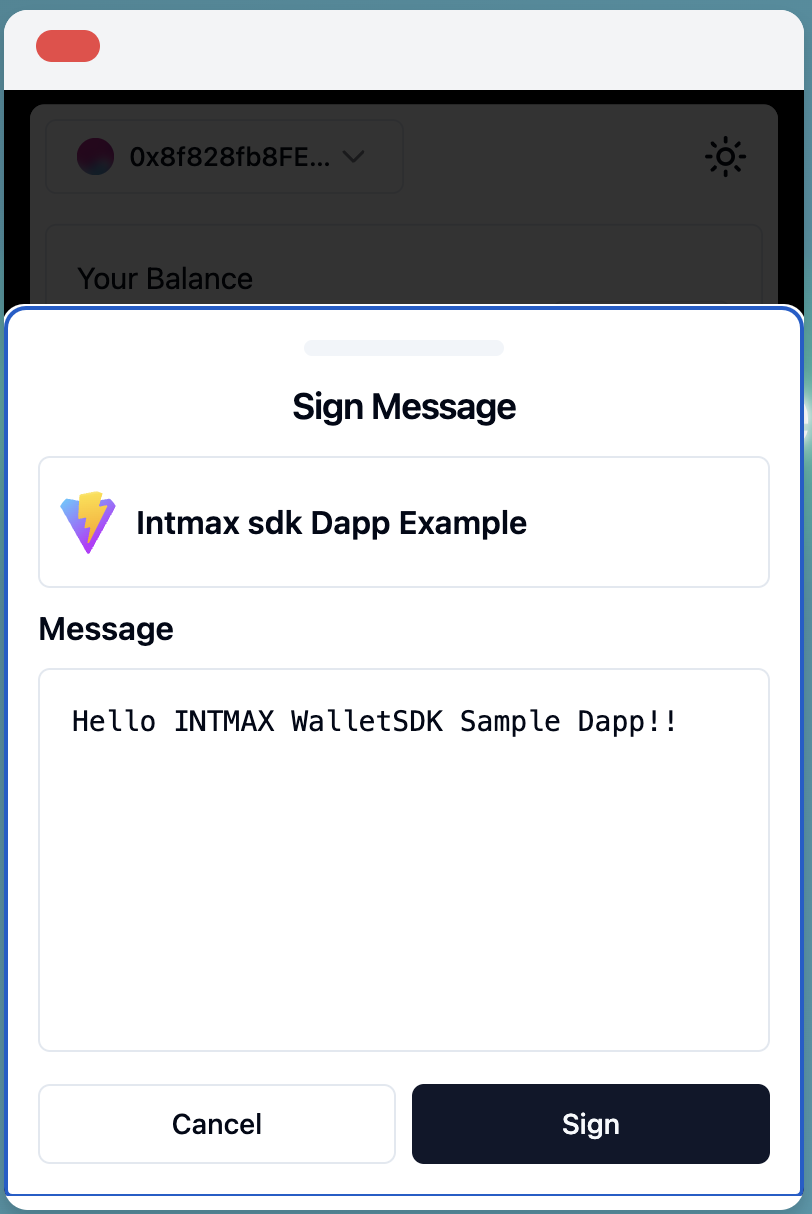 0x8f828fb8FE...
Your Balance
Sign Message
Intmax sdk Dapp Example
Message
Hello INTMAX WalletSDK Sample Dapp!!
Cancel
Sign